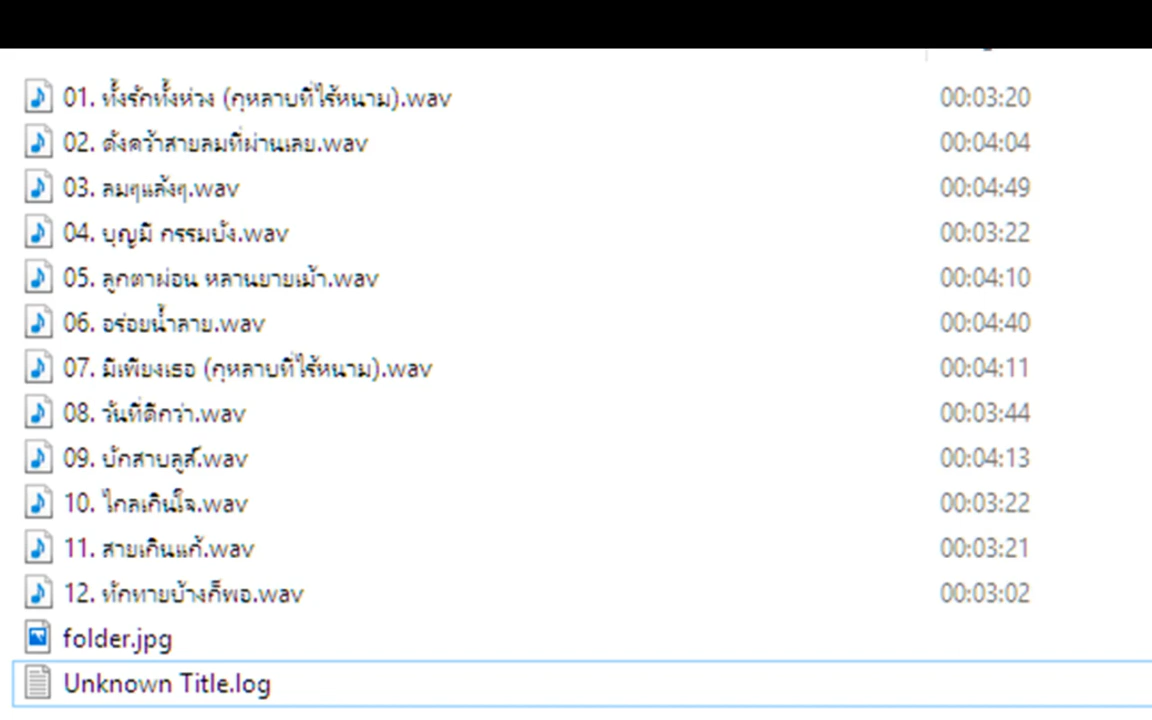 01. ทั้งรักทั้งห่วง (กุหลาบที่ไร้หนาม).wav 00:03:20
02. ดังคว้าสายลมที่ผ่านเลย.wav 00:04:04
03. ลมๆแล้งๆ.wav 00:04:49
04. บุญมี กรรมบัง.wav 00:03:22
05. ลูกตาผ่อน หลานยายเม้า.wav 00:04:10
06. อร่อยน้ำลาย.wav 00:04:40
07. มีเพียงเธอ (กุหลาบที่ไร้หนาม).wav 00:04:11
08. วันที่ดีกว่า.wav 00:03:44
09. บักสาบลูส์.wav 00:04:13
10. ไกลเกินใจ.wav 00:03:22
11. สายเกินแก้.wav 00:03:21
12. ทักทายบ้างก็พอ.wav 00:03:02
folder.jpg
Unknown Title.log